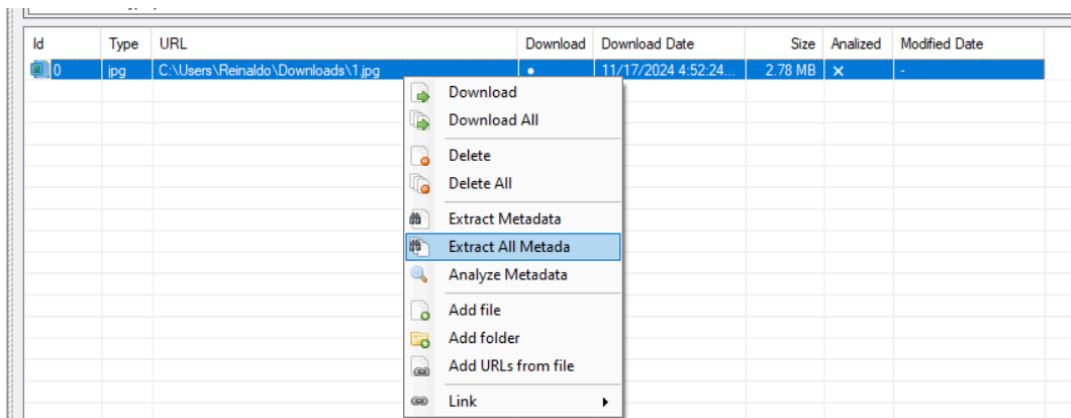 Id Type URL Download Download Date Size Analized Modified Date
0 jpg C:\Users\Reinaldo\Downloads\1.jpg 11/17/2024 4:52:24... 2.78 MB × -
Download
Download All
Delete
Delete All
Extract Metadata
Extract All Metada
Analyze Metadata
Add file
Add folder
Add URLs from file
Link